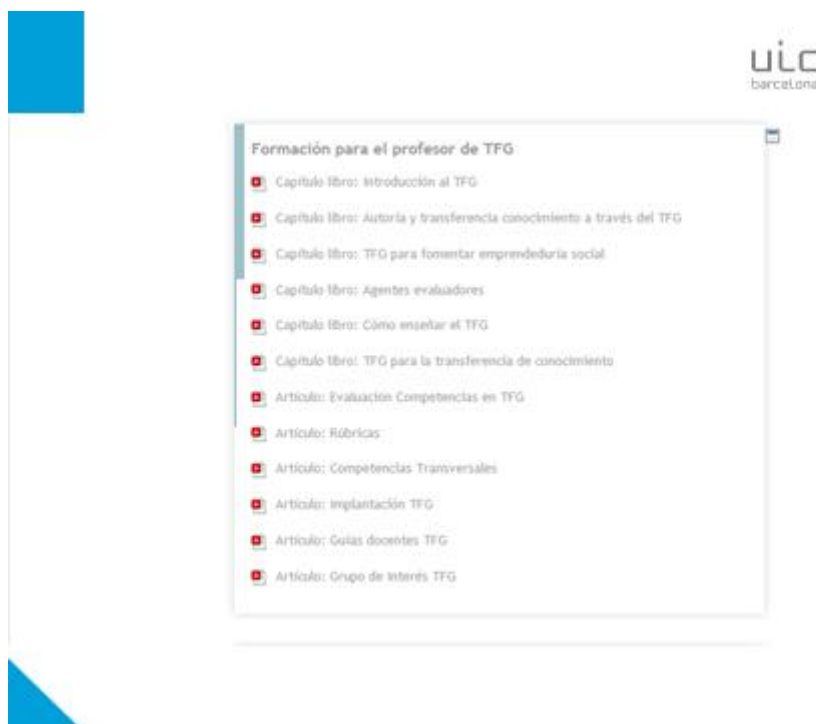 uic
barcelona
Formación para el profesor de TFG
Capítulo libro: Introducción al TFG
Capítulo libro: Autoría y transferencia conocimiento a través del TFG
Capítulo libro: TFG para fomentar emprendeduría social
Capítulo libro: Agentes evaluadores
Capítulo libro: Cómo enseñar el TFG
Capítulo libro: TFG para la transferencia de conocimiento
Artículo: Evaluación Competencias en TFG
Artículo: Rúbricas
Artículo: Competencias Transversales
Artículo: Implantación TFG
Artículo: Guías docentes TFG
Artículo: Grupo de Interés TFG